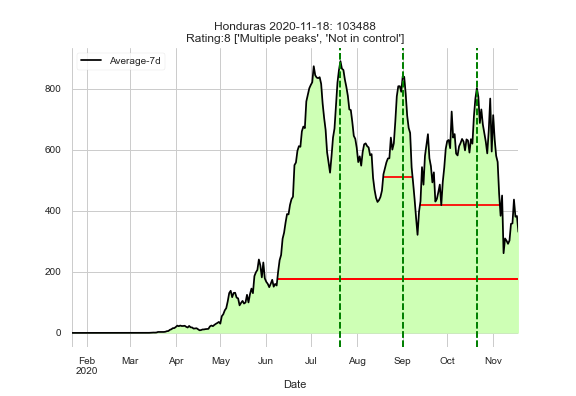 Honduras 2020-11-18: 103488
Rating:8 ['Multiple peaks', 'Not in control']
Average-7d
800
600
400
200
0
Feb Mar Apr May Jun Jul Aug Sep Oct Nov
2020
Date